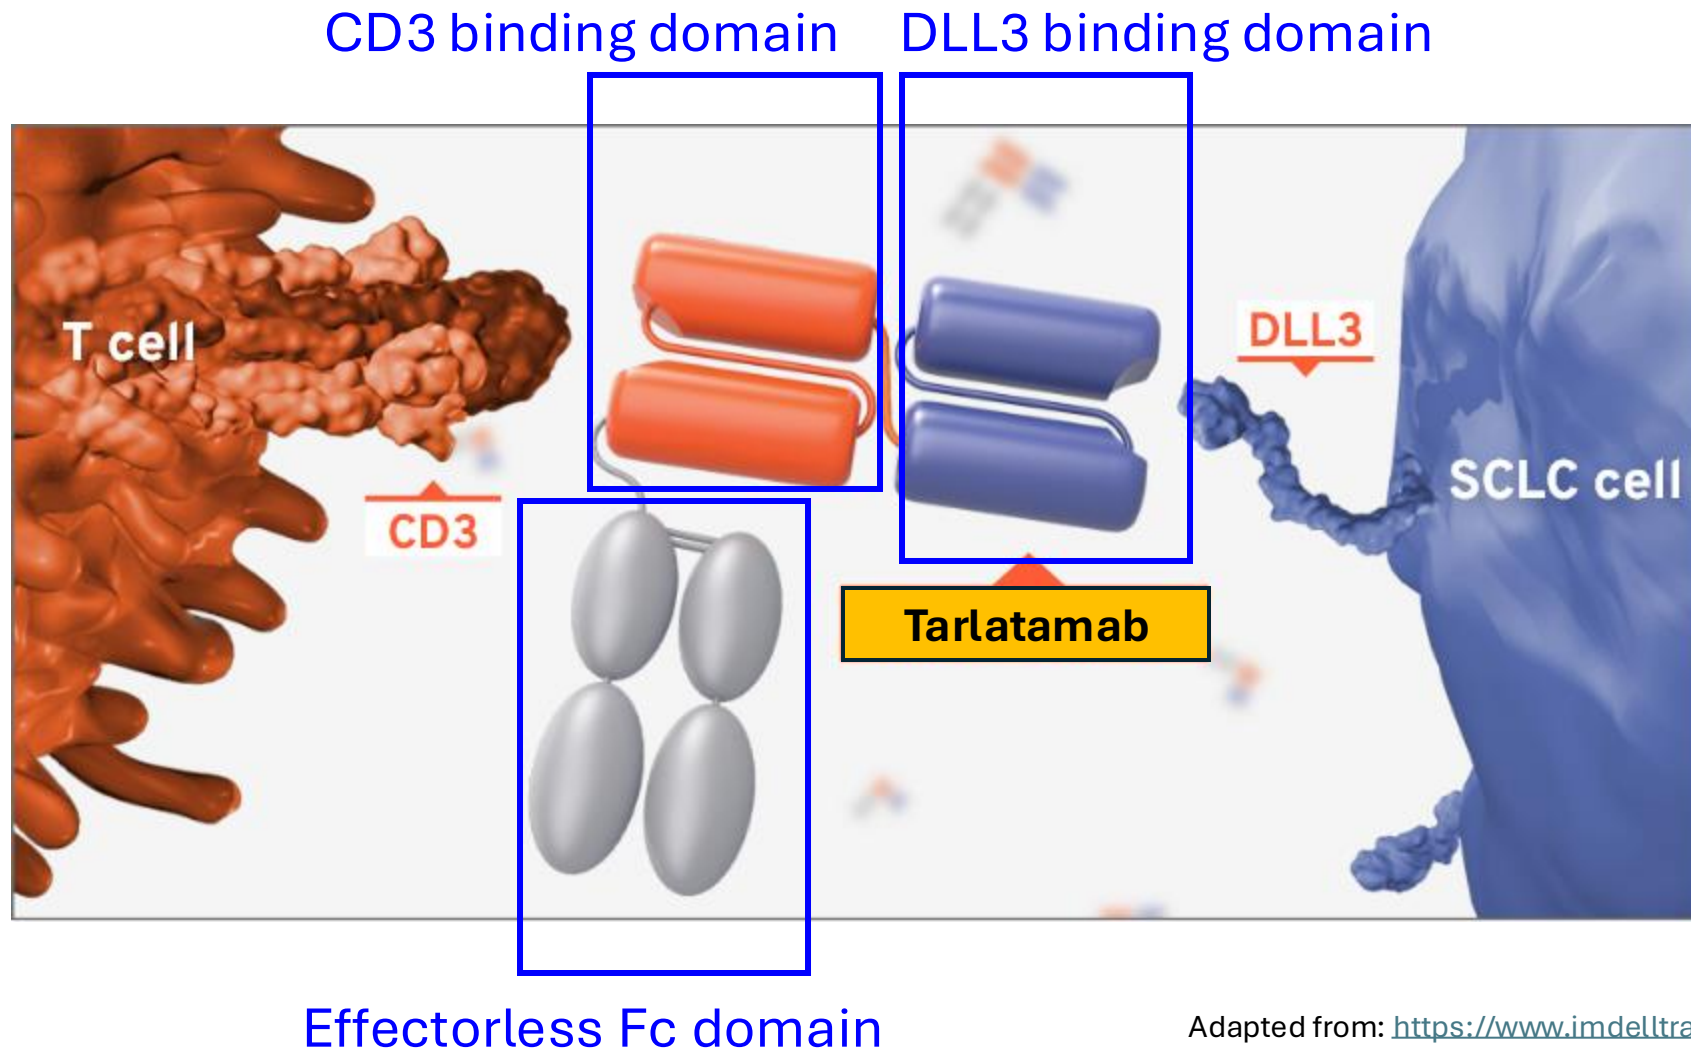 CD3 binding domain
DLL3 binding domain
T cell
DLL3
SCLC cell
CD3
Tarlatamab
Effectorless Fc domain
Adapted from: https://www.imdelltra